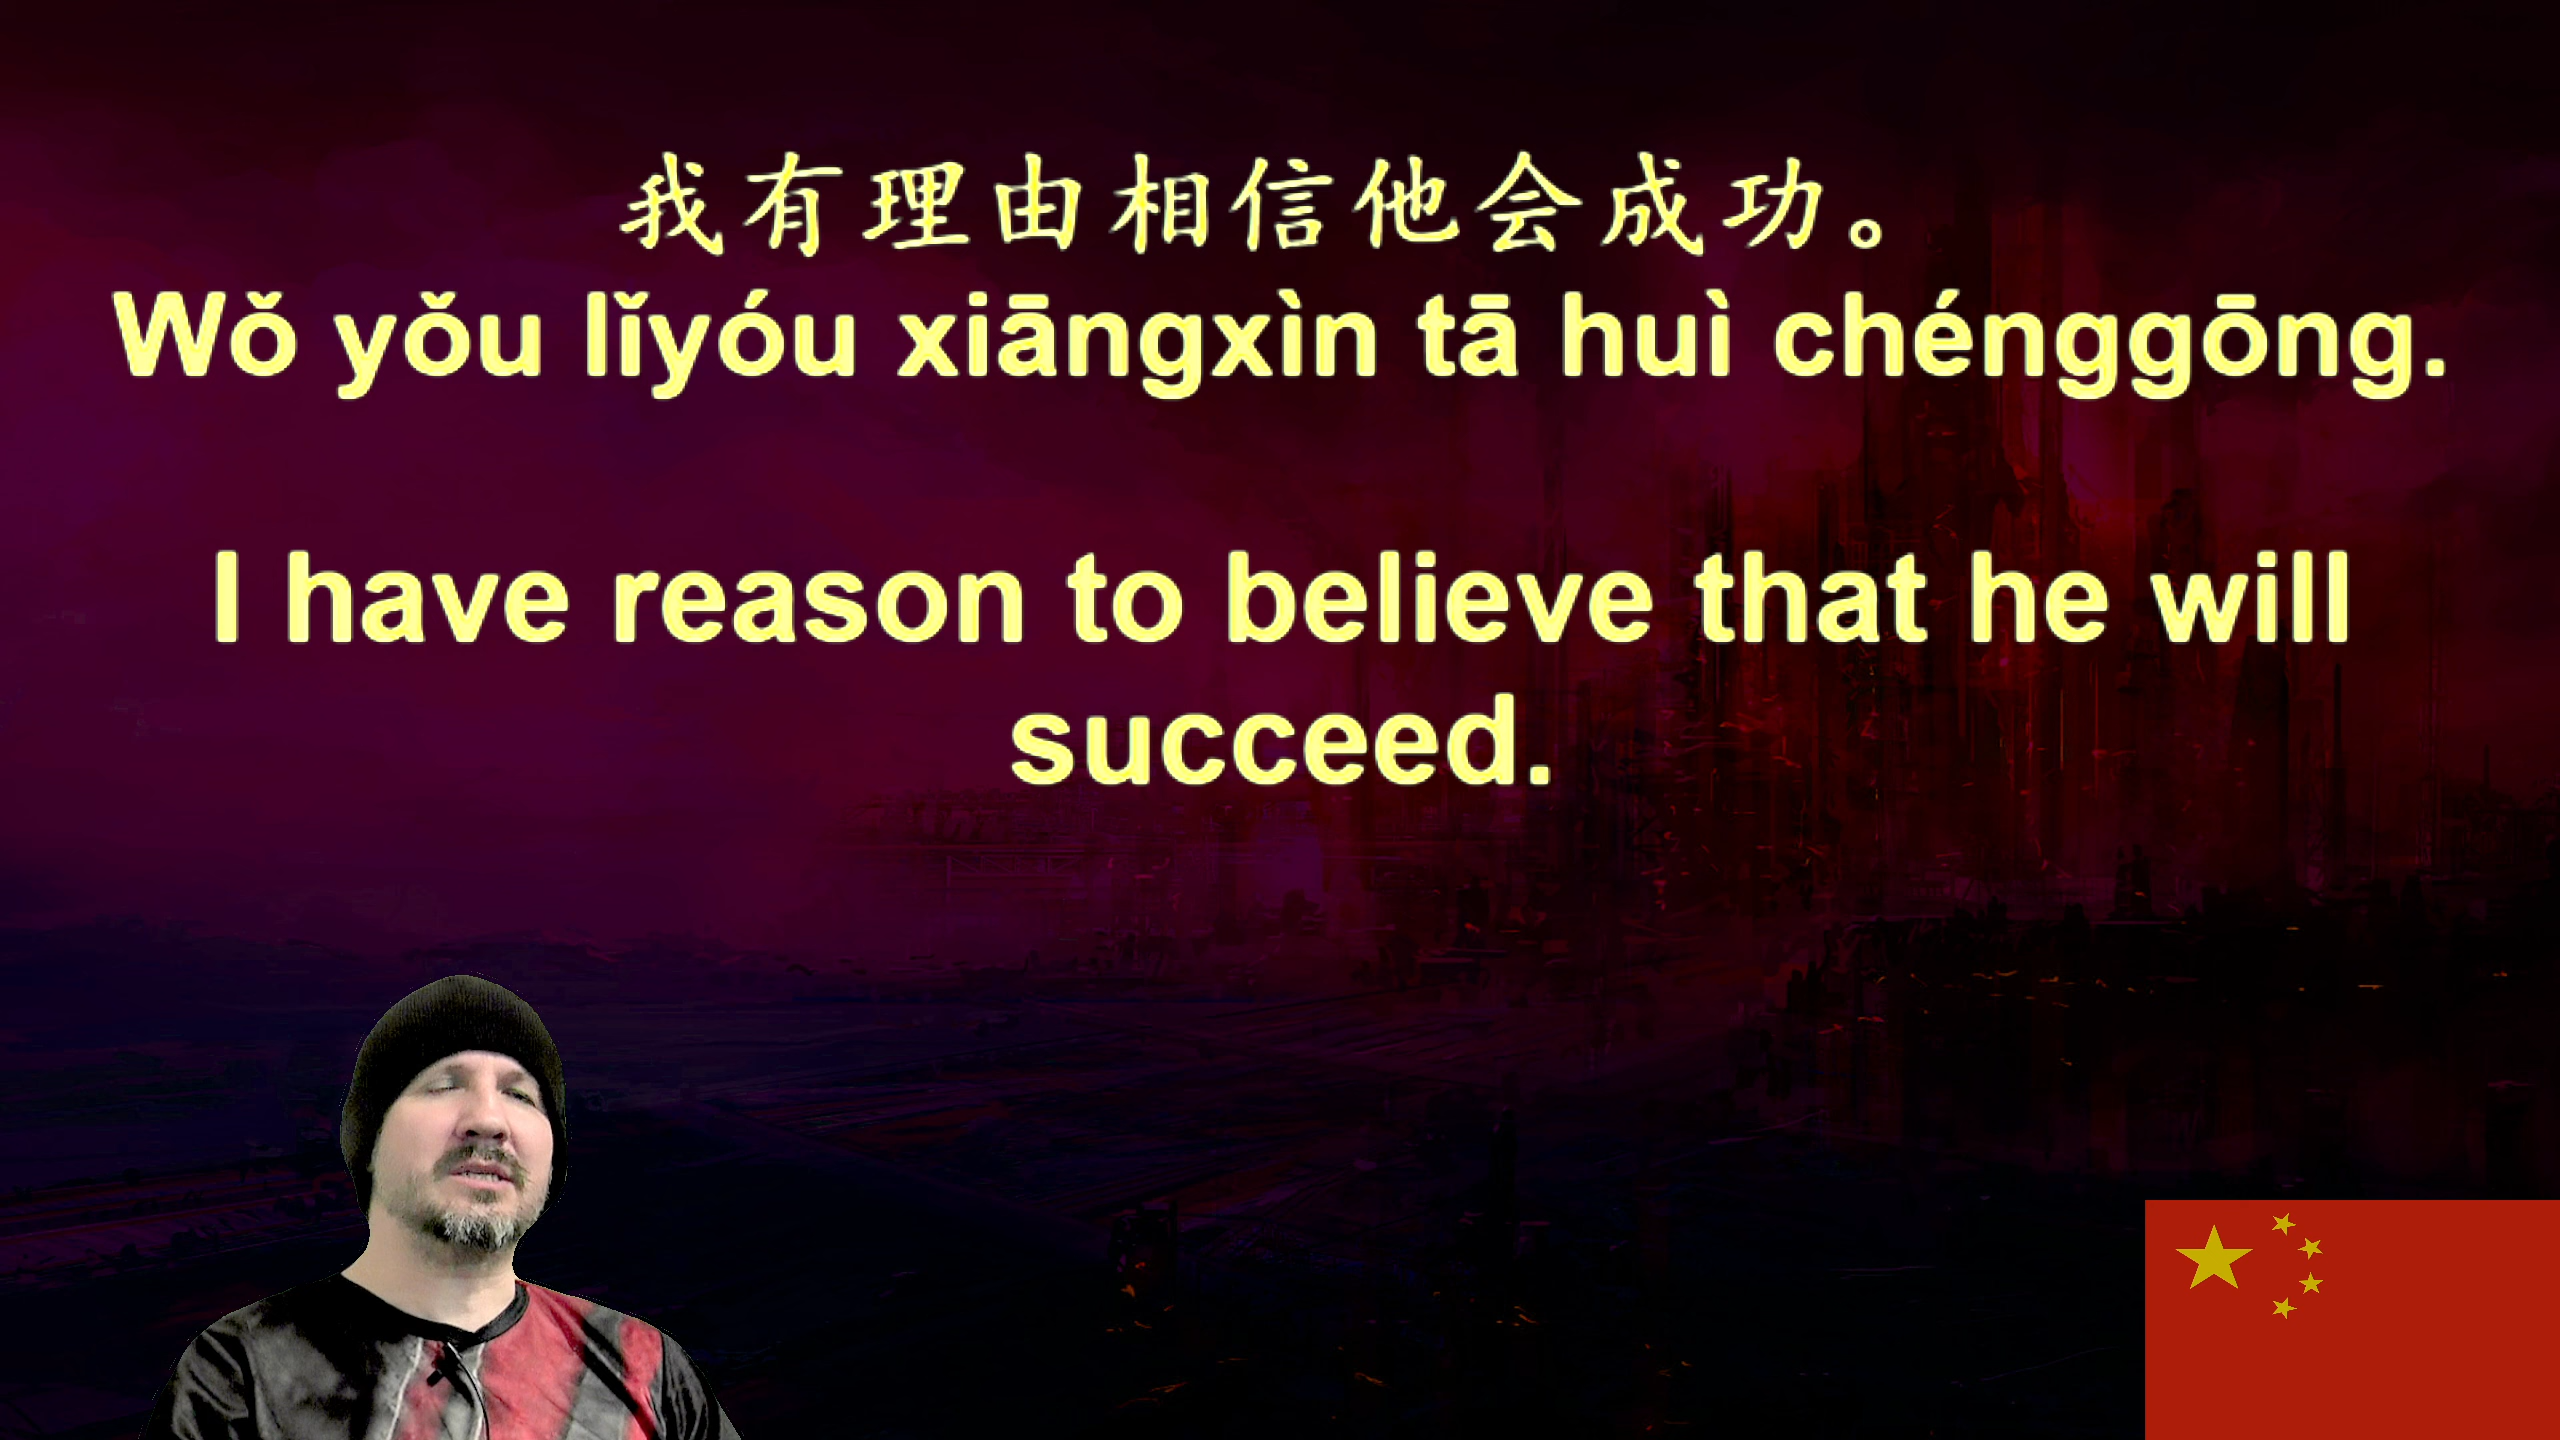 我有理由相信他会成功。
Wǒ yǒu lǐyóu xiāngxìn tā huì chénggōng.
I have reason to believe that he will
succeed.